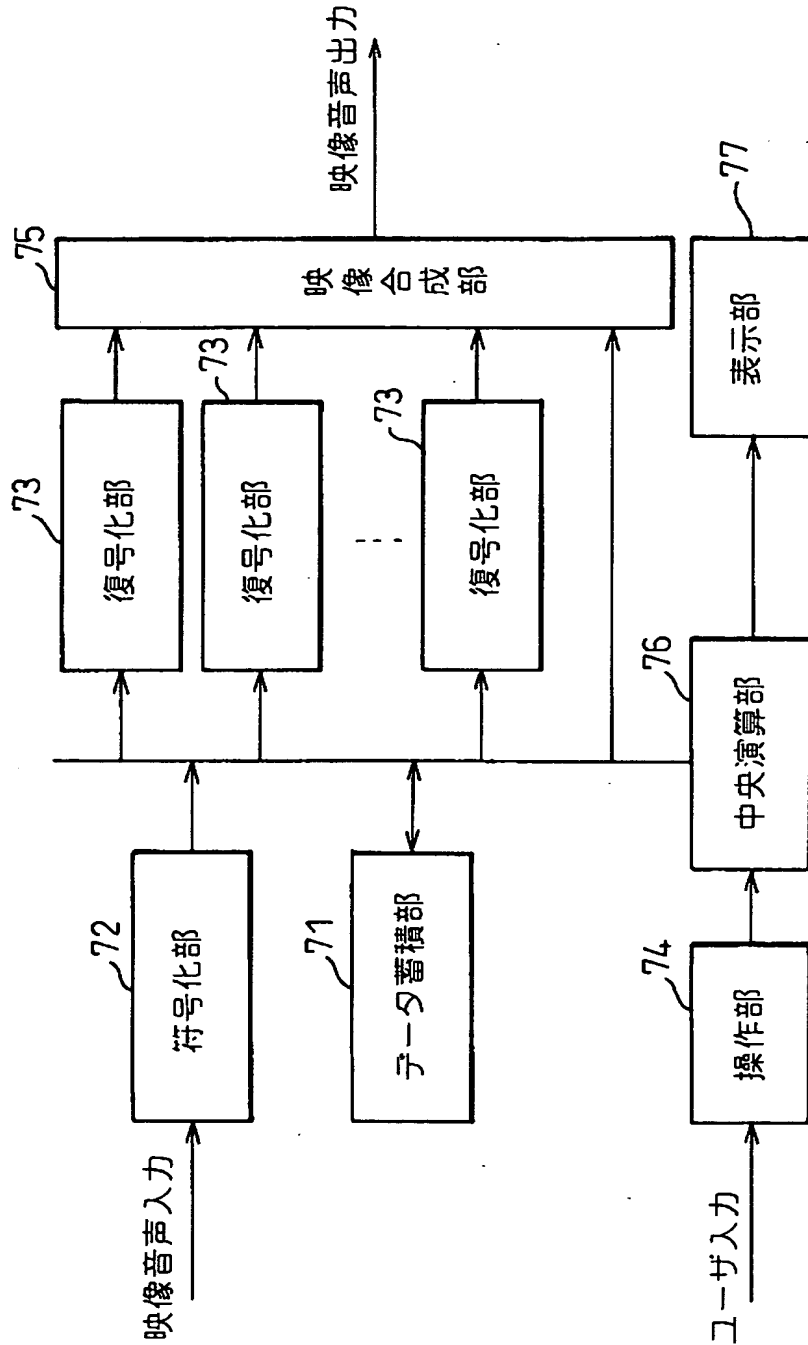 映像音声入力
72
符号化部
71
データ蓄積部
73
復号化部
73
復号化部
73
復号化部
75
映像合成部
映像音声出力
ユーザ入力
74
操作部
76
中央演算部
77
表示部